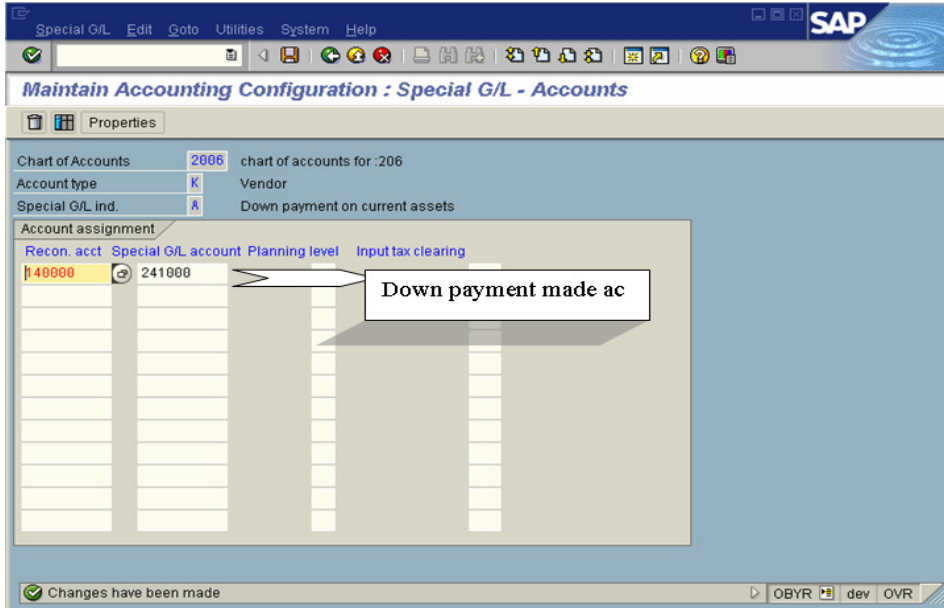 Special G/L Edit Goto Utilities System Help
SAP
Maintain Accounting Configuration : Special G/L - Accounts
Properties
Chart of Accounts 2006 chart of accounts for :206
Account type K Vendor
Special G/L ind. A Down payment on current assets
Account assignment
Recon. acct Special G/L account Planning level Input tax clearing
140000 241000
Down payment made ac
Changes have been made OBYR dev OVR